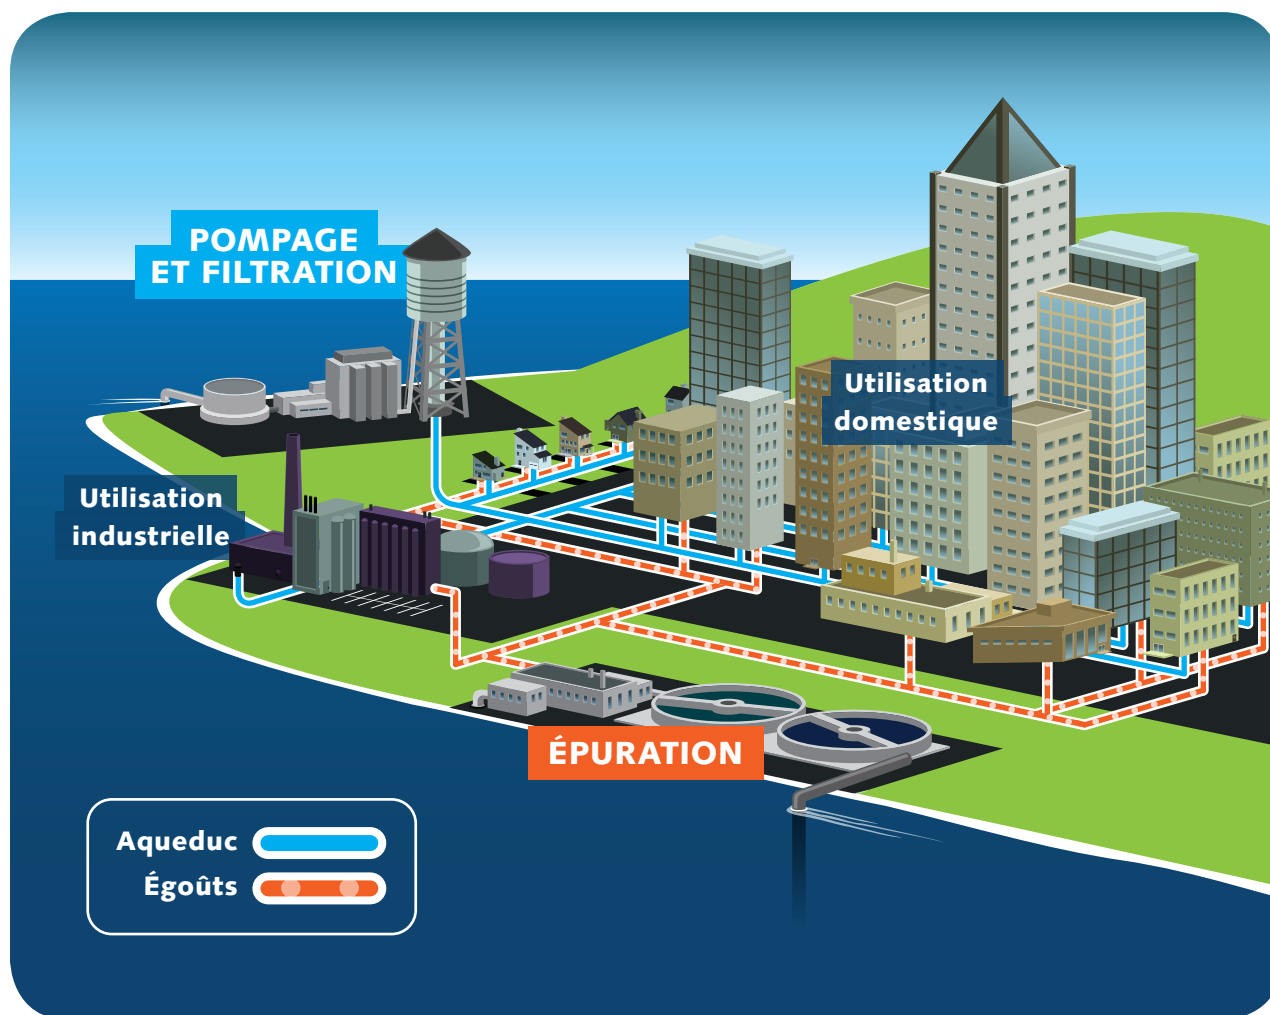 POMPAGE
ET FILTRATION
Utilisation
domestique
Utilisation
industrielle
ÉPURATION
Aqueduc
Égoûts